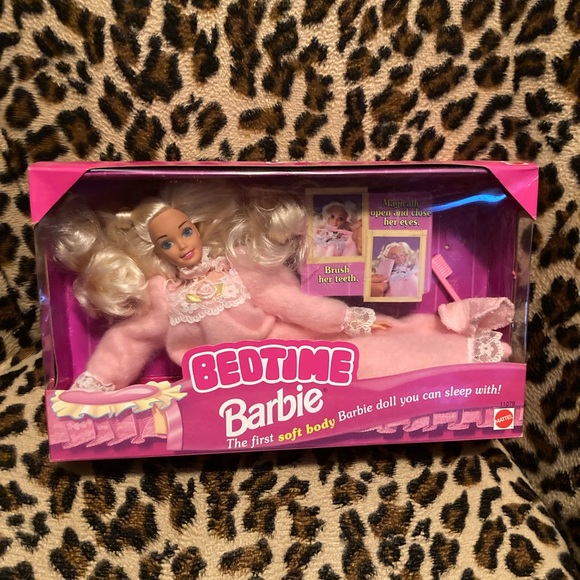 Magically
open and close
her eyes.
Brush
her teeth.
BEDTIME
Barbie
The first soft body Barbie doll you can sleep with!
11079
MATTEL